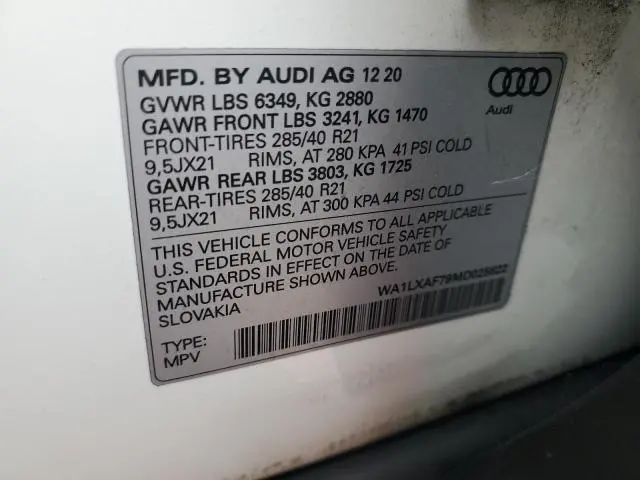 MFD. BY AUDI AG 12 20
Audi
GVWR LBS 6349, KG 2880
GAWR FRONT LBS 3241, KG 1470
FRONT-TIRES 285/40 R21
9,5JX21 RIMS, AT 280 KPA 41 PSI COLD
GAWR REAR LBS 3803, KG 1725
REAR-TIRES 285/40 R21
9,5JX21 RIMS, AT 300 KPA 44 PSI COLD
THIS VEHICLE CONFORMS TO ALL APPLICABLE
U.S. FEDERAL MOTOR VEHICLE SAFETY
STANDARDS IN EFFECT ON THE DATE OF
MANUFACTURE SHOWN ABOVE.
SLOVAKIA
WA1LXAF79MD025622
TYPE:
MPV